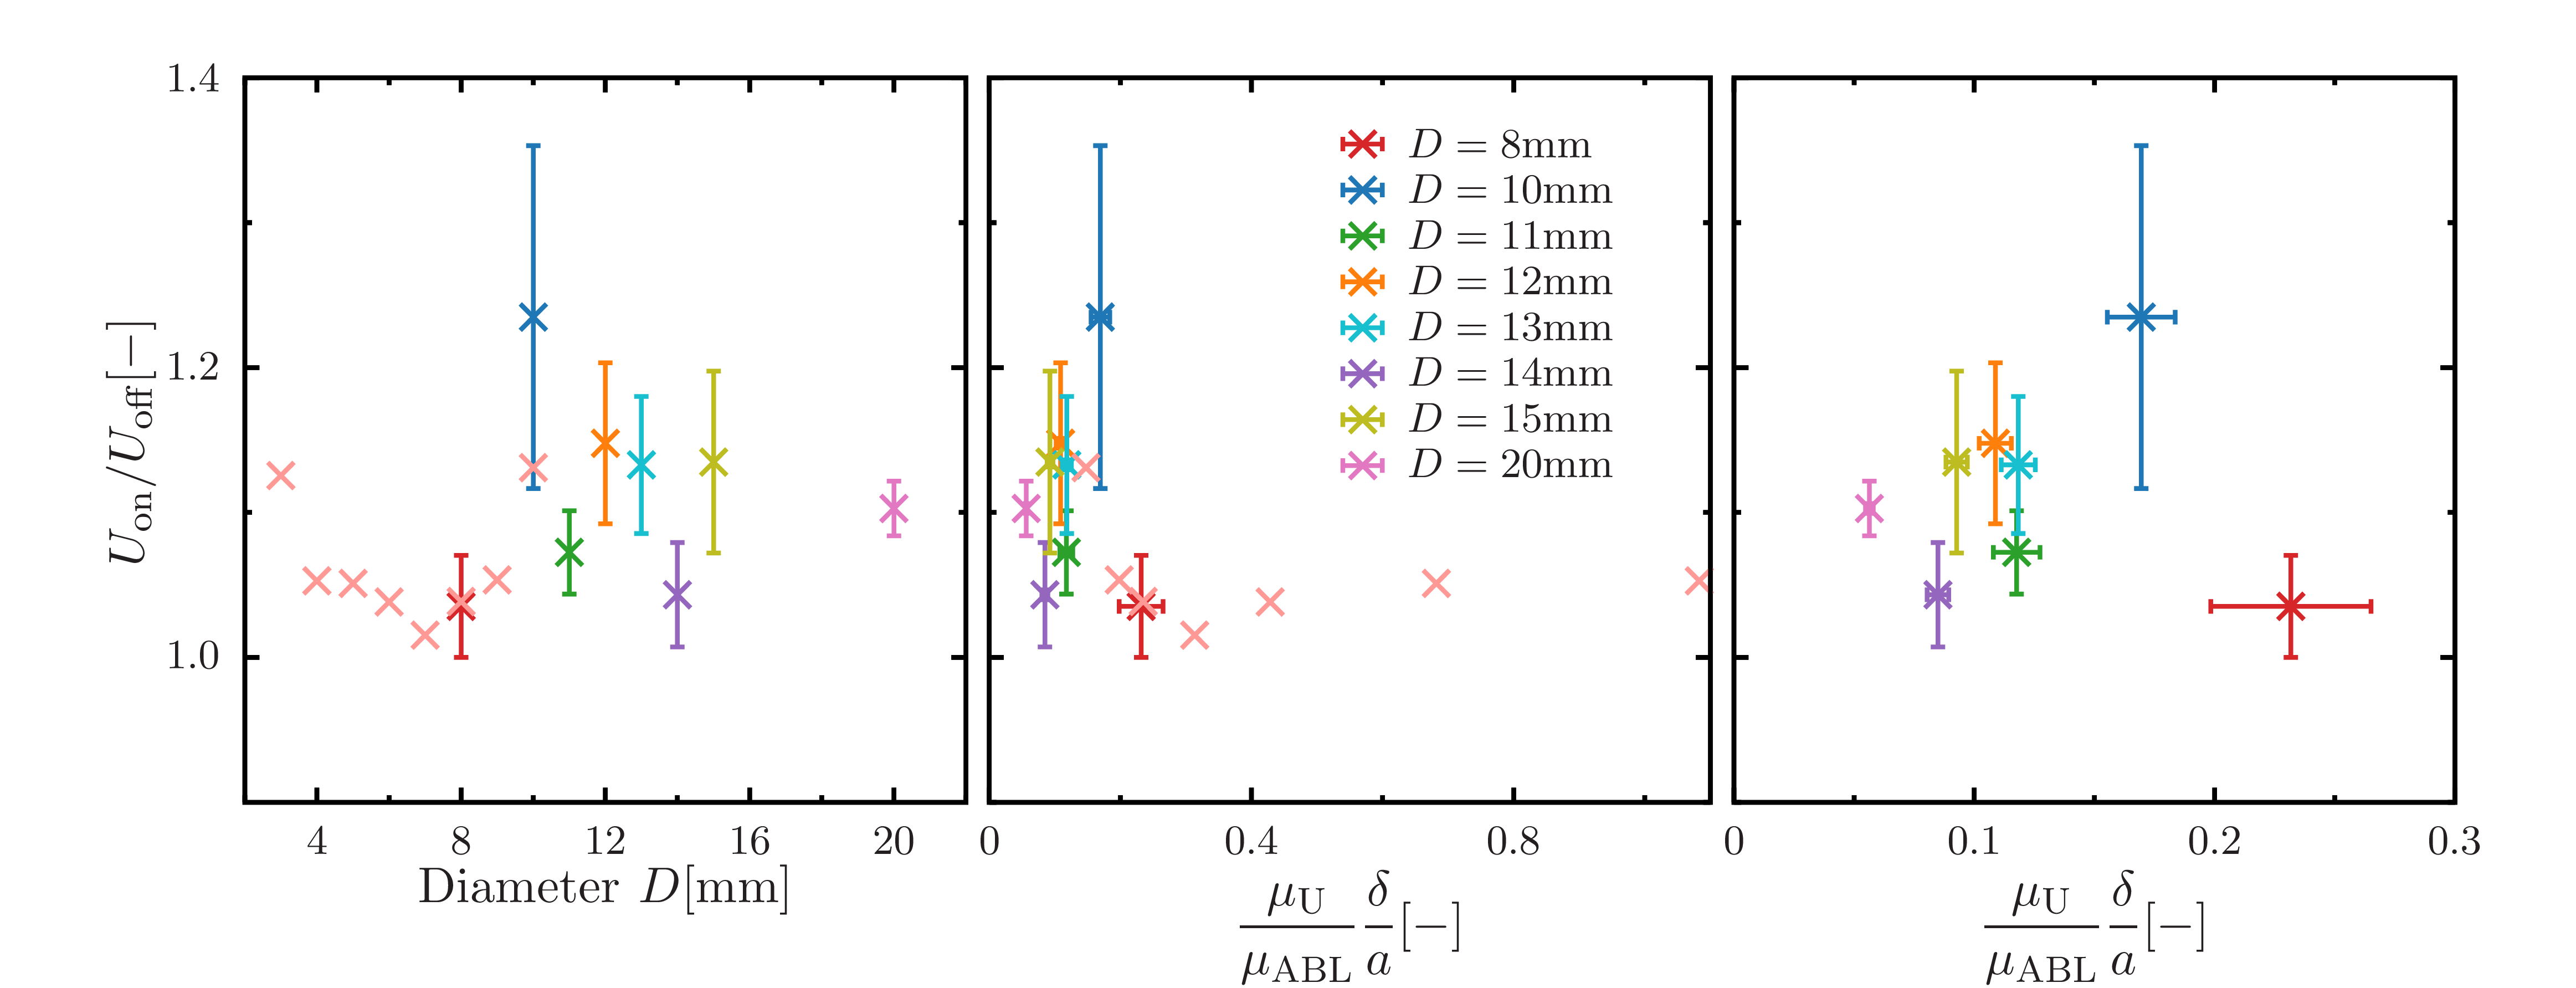 1.4
1.2
1.0
U_on/U_off[−]
4 8 12 16 20
Diameter D[mm]
0 0.4 0.8
μ_U/μ_ABL δ/a[−]
D = 8mm
D = 10mm
D = 11mm
D = 12mm
D = 13mm
D = 14mm
D = 15mm
D = 20mm
0 0.1 0.2 0.3
μ_U/μ_ABL δ/a[−]